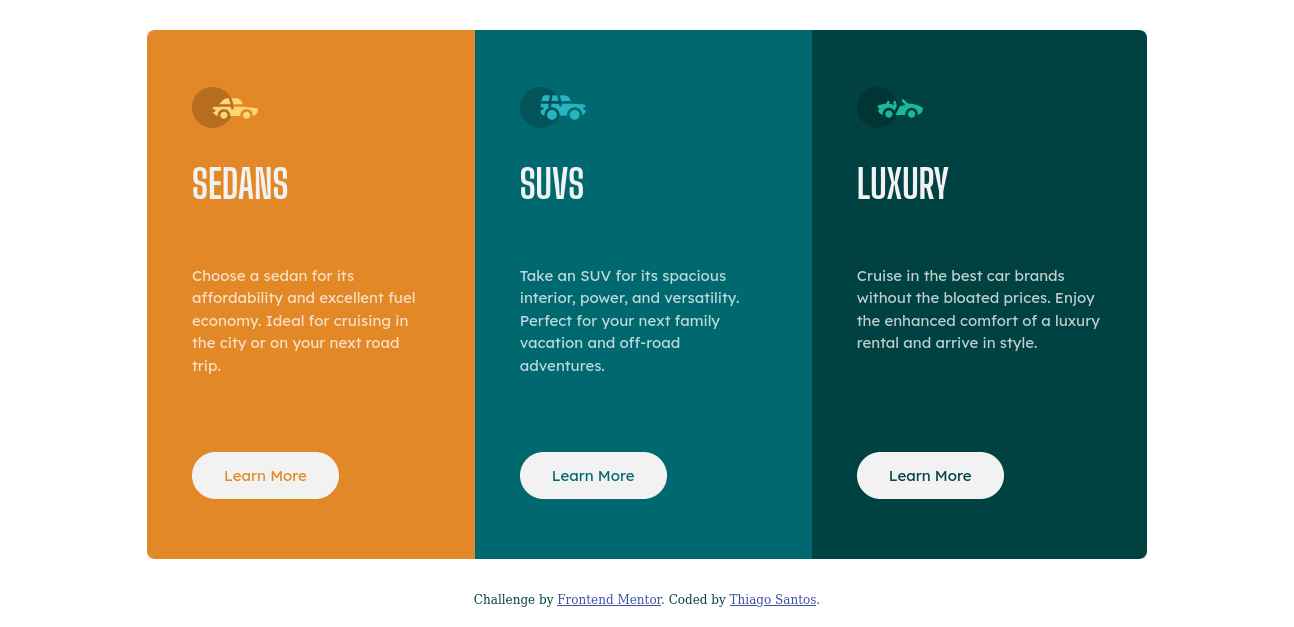 SEDANS
Choose a sedan for its
affordability and excellent fuel
economy. Ideal for cruising in
the city or on your next road
trip.
Learn More
SUVS
Take an SUV for its spacious
interior, power, and versatility.
Perfect for your next family
vacation and off-road
adventures.
Learn More
LUXURY
Cruise in the best car brands
without the bloated prices. Enjoy
the enhanced comfort of a luxury
rental and arrive in style.
Learn More
Challenge by Frontend Mentor. Coded by Thiago Santos.